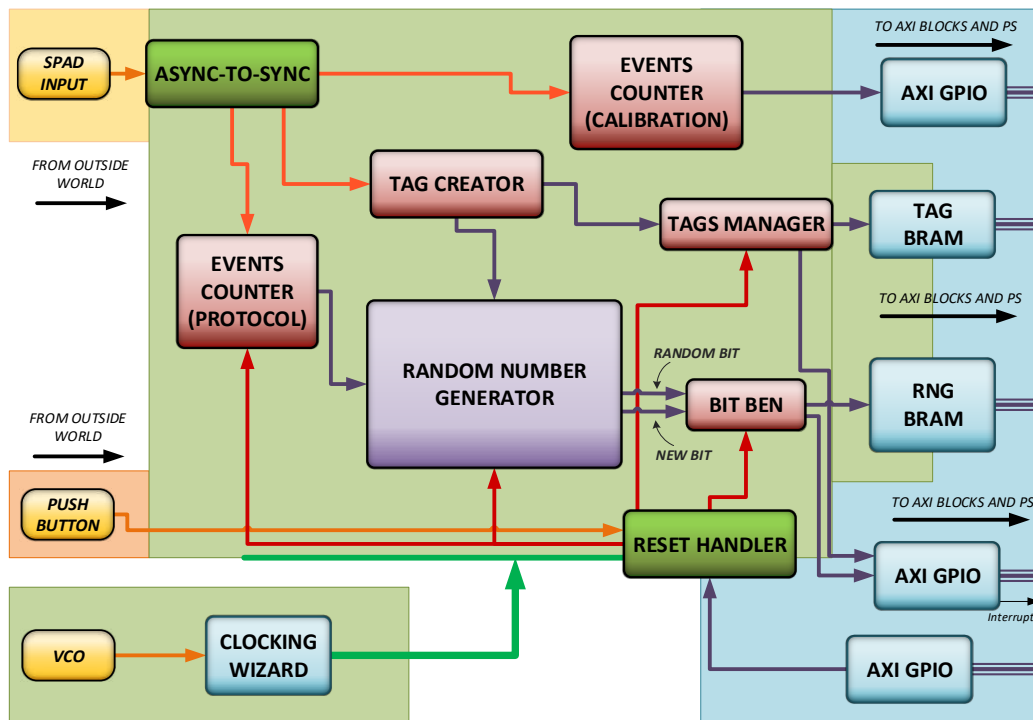 TO AXI BLOCKS AND PS
SPAD
INPUT
ASYNC-TO-SYNC
EVENTS
COUNTER
(CALIBRATION)
AXI GPIO
FROM OUTSIDE
WORLD
TAG CREATOR
TAGS MANAGER
TAG
BRAM
EVENTS
COUNTER
(PROTOCOL)
TO AXI BLOCKS AND PS
RANDOM NUMBER
GENERATOR
RANDOM BIT
BIT BEN
NEW BIT
RNG
BRAM
FROM OUTSIDE
WORLD
PUSH
BUTTON
TO AXI BLOCKS AND PS
RESET HANDLER
AXI GPIO
Interrupt
VCO
CLOCKING
WIZARD
AXI GPIO